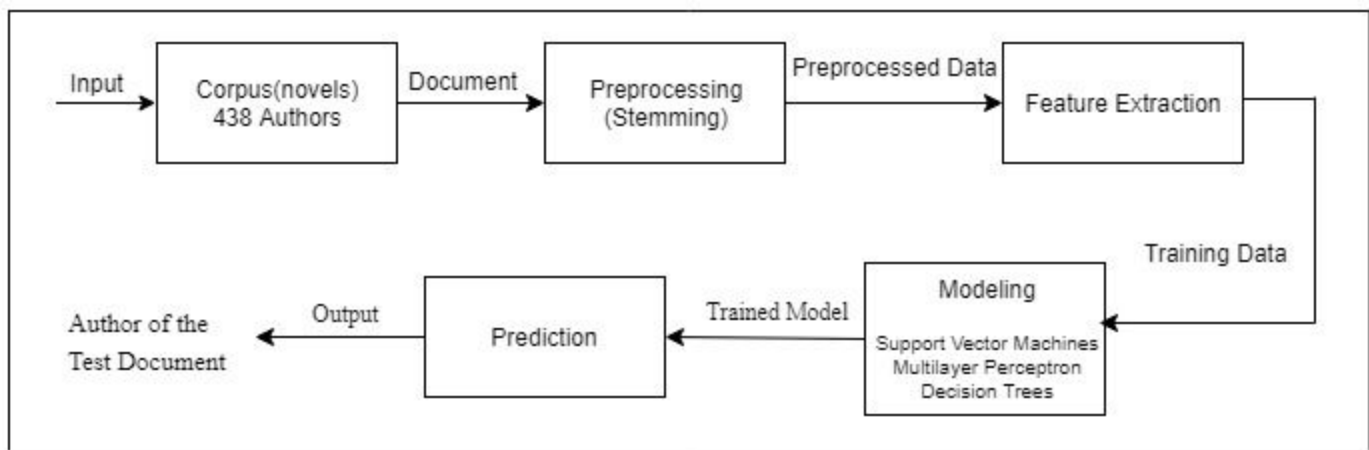 Input
Corpus(novels)
438 Authors
Document
Preprocessing
(Stemming)
Preprocessed Data
Feature Extraction
Training Data
Modeling
Support Vector Machines
Multilayer Perceptron
Decision Trees
Trained Model
Prediction
Output
Author of the
Test Document